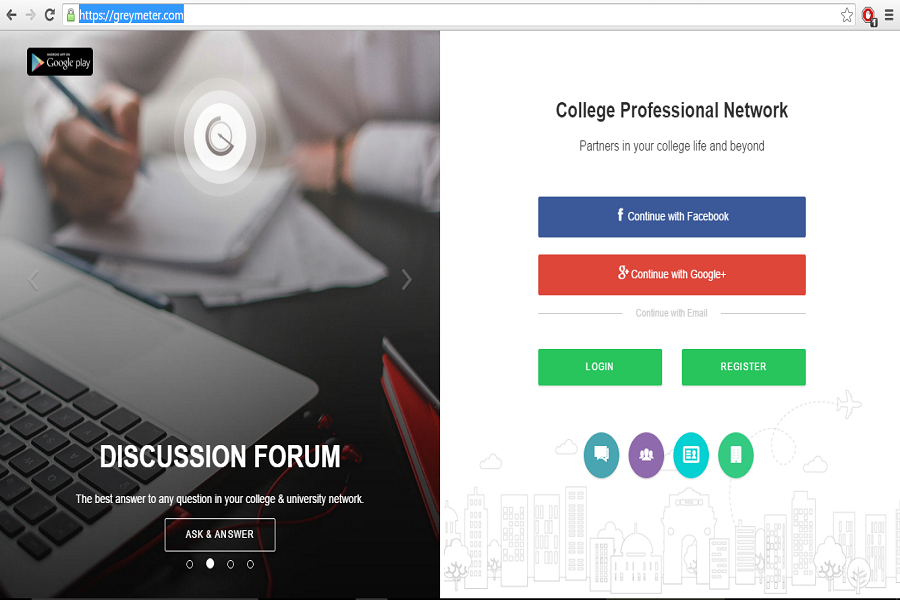 https://greymeter.com
1
ANDROID APP ON
Google play
DISCUSSION FORUM
The best answer to any question in your college & university network.
ASK & ANSWER
College Professional Network
Partners in your college life and beyond
f Continue with Facebook
g+ Continue with Google+
Continue with Email
LOGIN
REGISTER